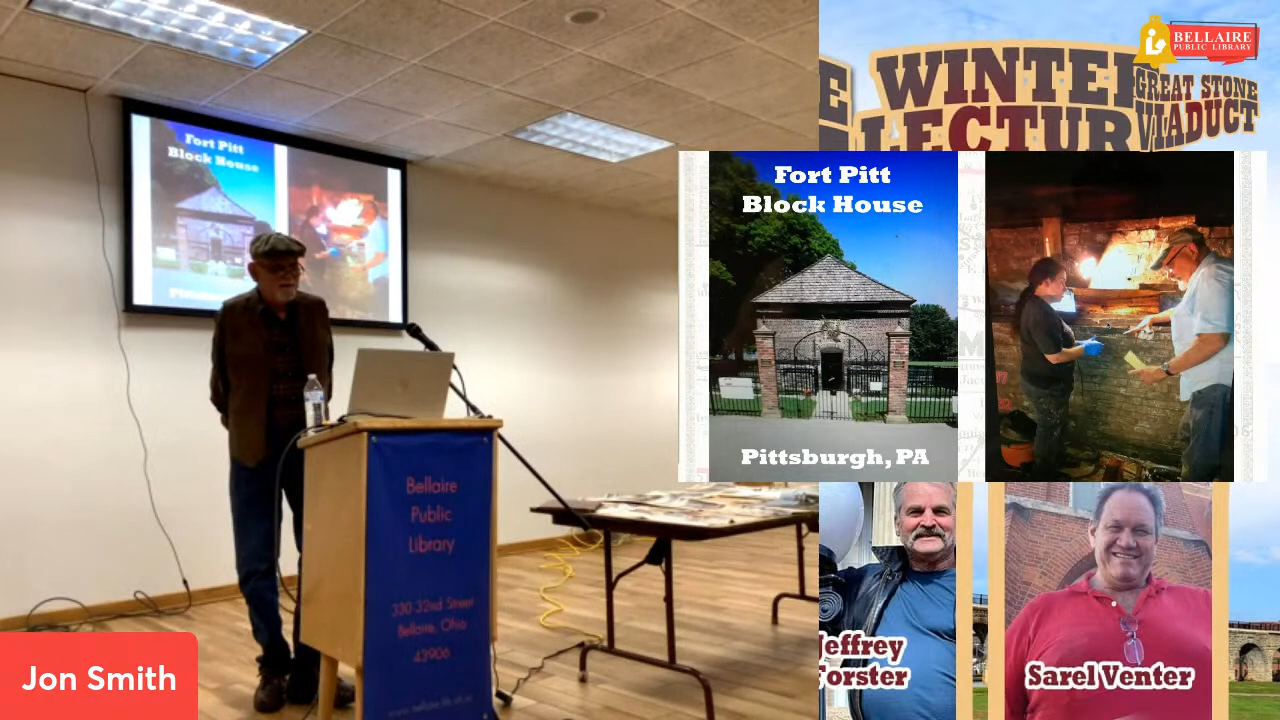 Fort Pitt
Block House
Bellaire
Public
Library
330 32nd Street
Bellaire, Ohio
43906
Jon Smith
WINTER
LECTUR
BELLAIRE
PUBLIC LIBRARY
GREAT STONE
VIADUCT
Fort Pitt
Block House
Pittsburgh, PA
Jeffrey
Forster
Sarel Venter